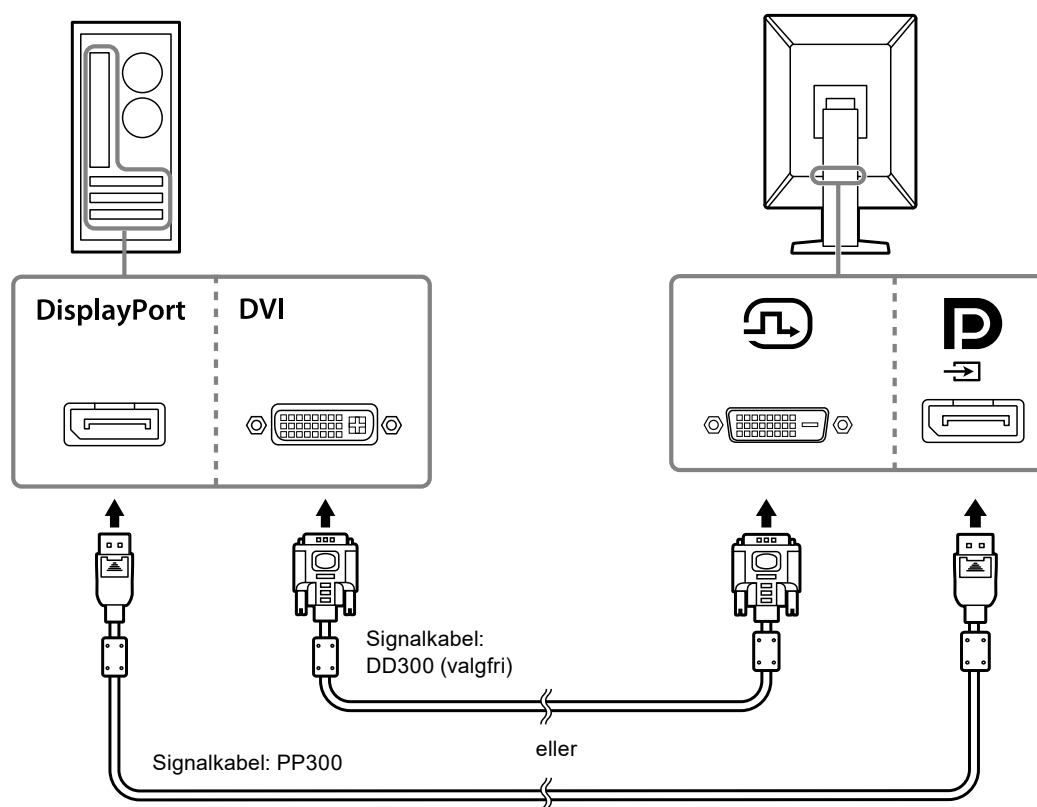 DisplayPort
DVI
Signalkabel:
DD300 (valgfri)
eller
Signalkabel: PP300